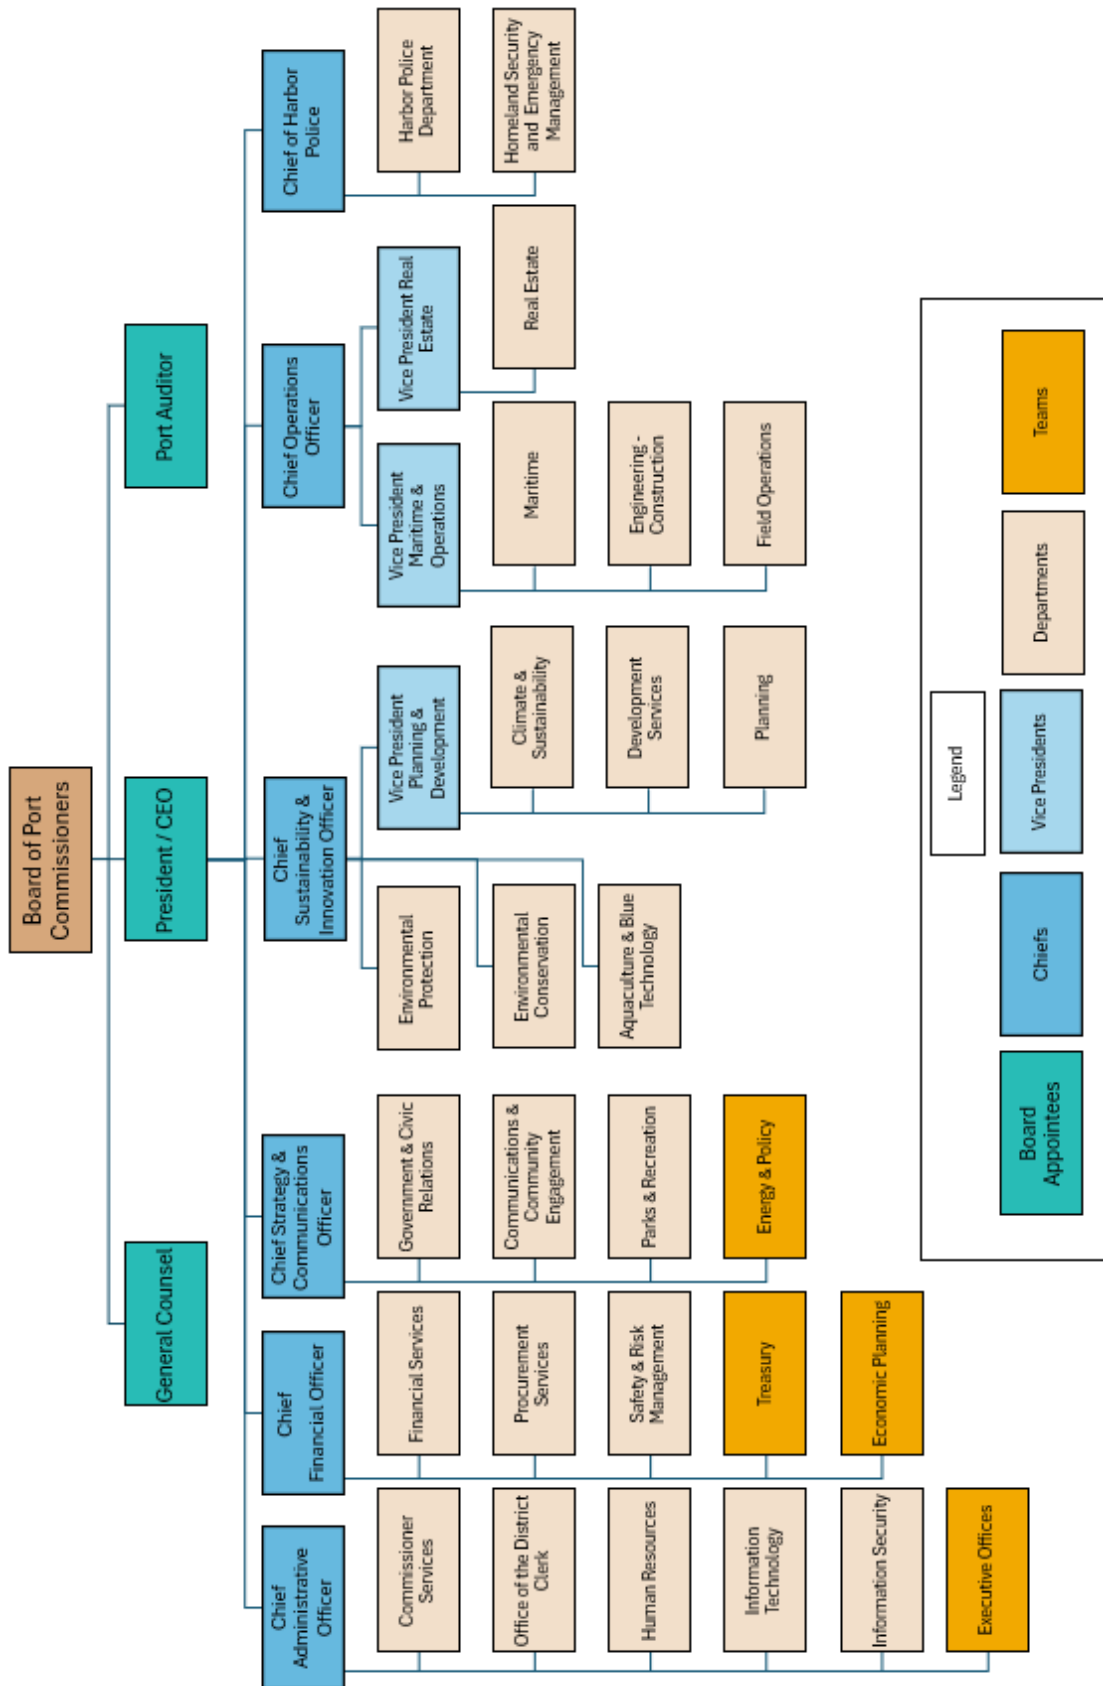 Board of Port
Commissioners
General Counsel
President / CEO
Port Auditor
Chief
Administrative
Officer
Chief
Financial Officer
Chief Strategy &
Communications
Officer
Chief
Sustainability &
Innovation Officer
Chief Operations
Officer
Chief of Harbor
Police
Commissioner
Services
Office of the District
Clerk
Human Resources
Information
Technology
Information Security
Executive Offices
Financial Services
Procurement
Services
Safety & Risk
Management
Treasury
Economic Planning
Government & Civic
Relations
Communications &
Community
Engagement
Parks & Recreation
Energy & Policy
Environmental
Protection
Environmental
Conservation
Aquaculture & Blue
Technology
Vice President
Planning &
Development
Climate &
Sustainability
Development
Services
Planning
Vice President
Maritime &
Operations
Maritime
Engineering -
Construction
Field Operations
Vice President Real
Estate
Real Estate
Harbor Police
Department
Homeland Security
and Emergency
Management
Legend
Board
Appointees
Chiefs
Vice Presidents
Departments
Teams